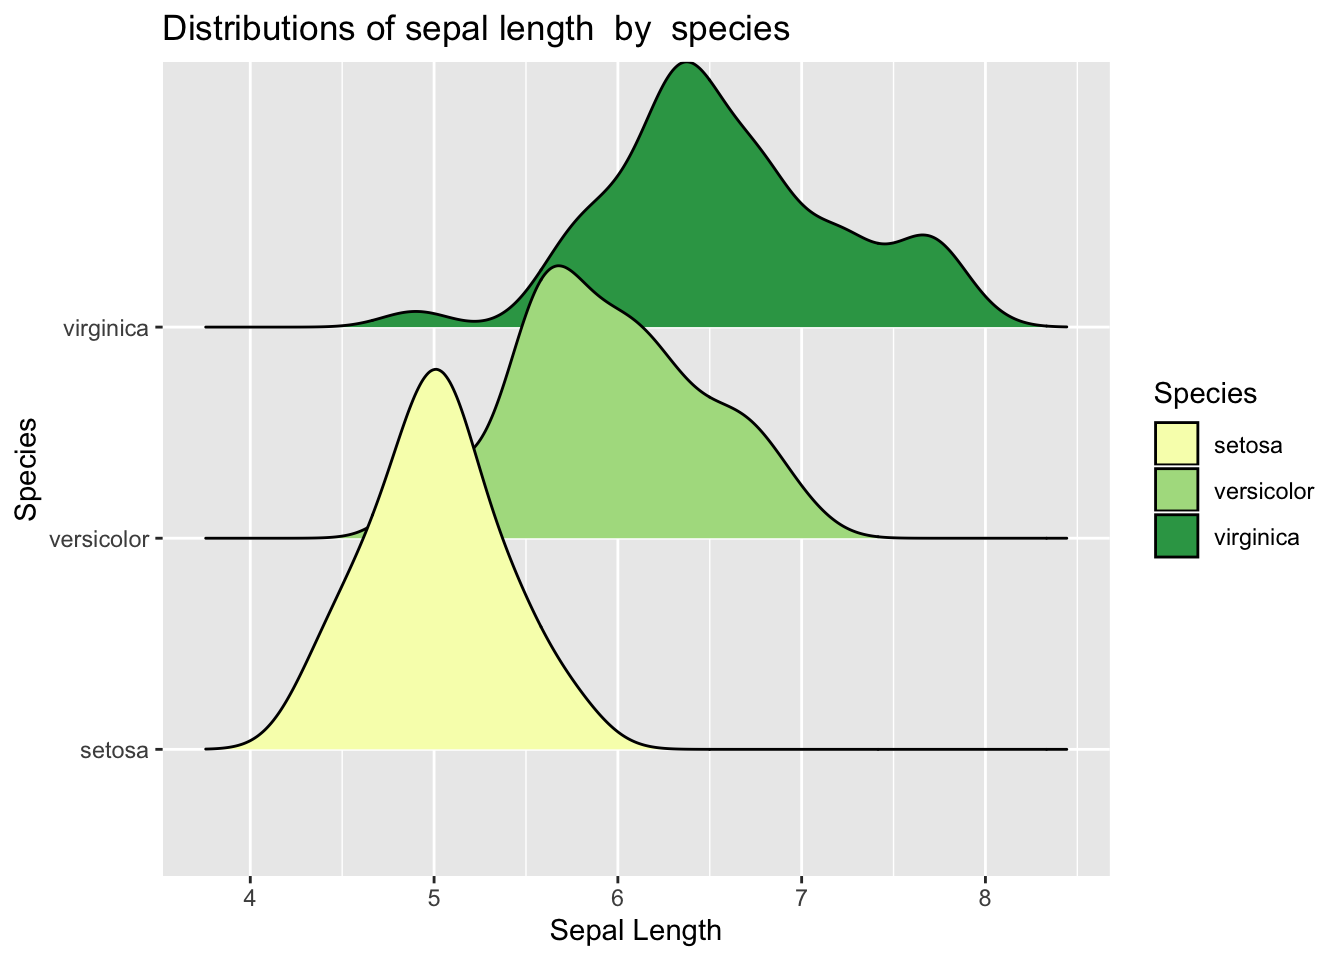 Distributions of sepal length  by  species
Species
virginica
versicolor
setosa
4 5 6 7 8
Sepal Length
Species
setosa
versicolor
virginica